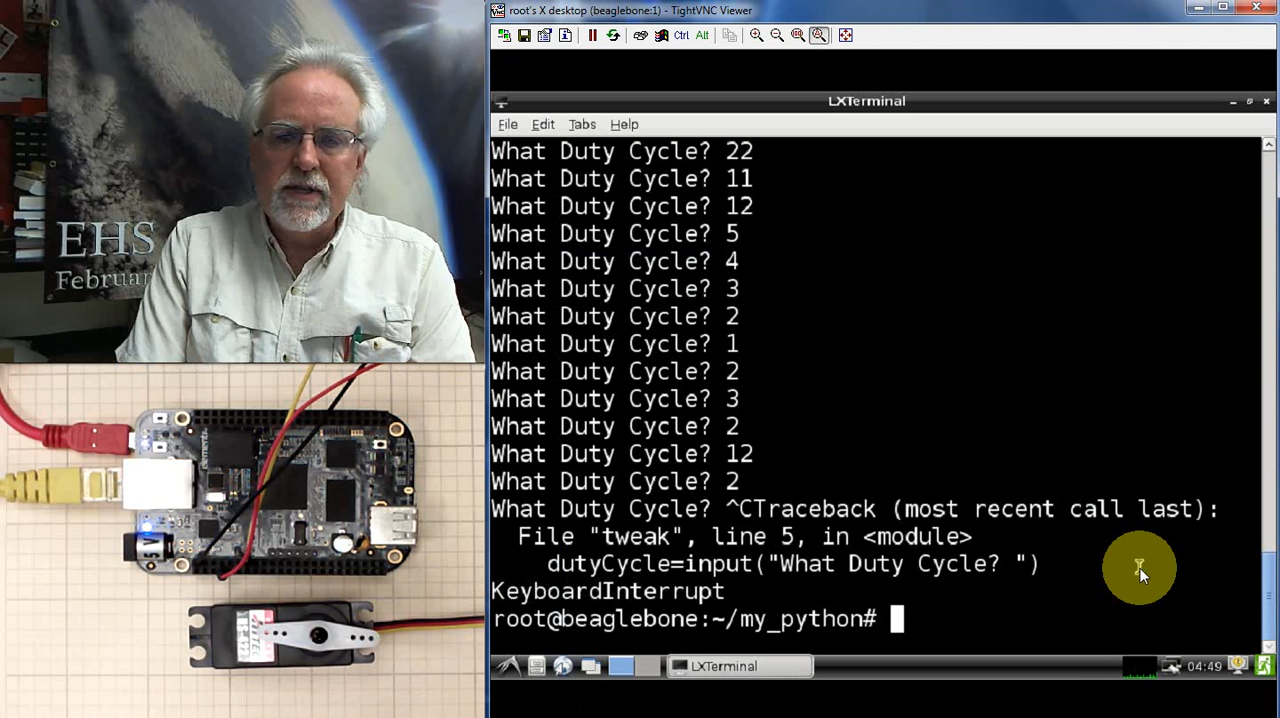 root's X desktop (beaglebone:1) - TightVNC Viewer
Ctrl Alt
LXTerminal
File Edit Tabs Help
What Duty Cycle? 22
What Duty Cycle? 11
What Duty Cycle? 12
What Duty Cycle? 5
What Duty Cycle? 4
What Duty Cycle? 3
What Duty Cycle? 2
What Duty Cycle? 1
What Duty Cycle? 2
What Duty Cycle? 3
What Duty Cycle? 2
What Duty Cycle? 12
What Duty Cycle? 2
What Duty Cycle? ^CTraceback (most recent call last):
File "tweak", line 5, in <module>
dutyCycle=input("What Duty Cycle? ")
KeyboardInterrupt
root@beaglebone:~/my_python#
LXTerminal
04:49
EHS
Februar
5V